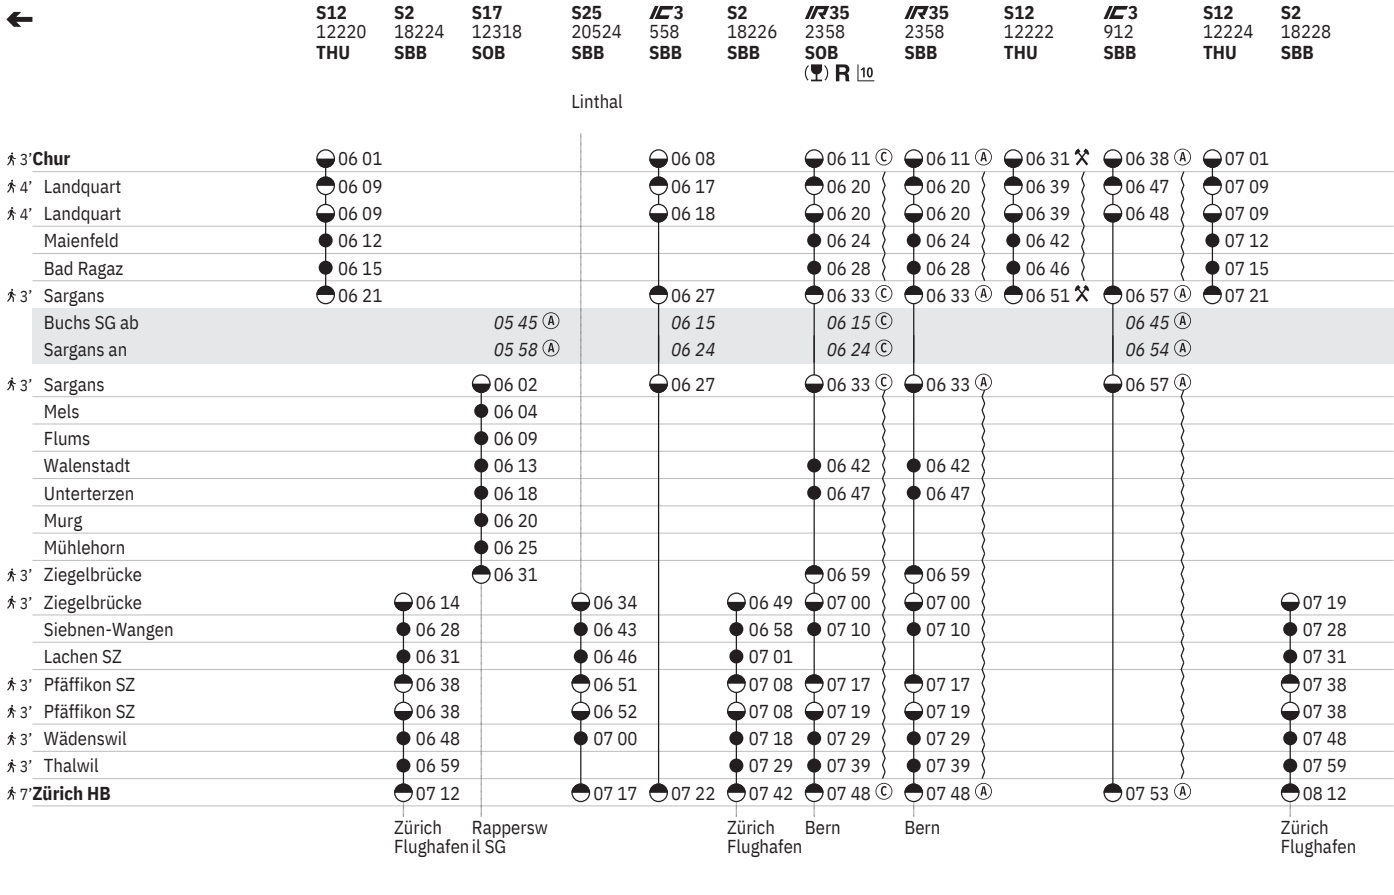 S12 S2 S17 S25 IC3 S2 IR35 IR35 S12 IC3 S12 S2
12220 18224 12318 20524 558 18226 2358 2358 12222 912 12224 18228
THU SBB SOB SBB SBB SBB SOB SBB THU SBB THU SBB
R 10
Linthal
3' Chur 06 01 06 08 06 11 C 06 11 A 06 31 06 38 A 07 01
4' Landquart 06 09 06 17 06 20 06 20 06 39 06 47 07 09
4' Landquart 06 09 06 18 06 20 06 20 06 39 06 48 07 09
Maienfeld 06 12 06 24 06 24 06 42 07 12
Bad Ragaz 06 15 06 28 06 28 06 46 07 15
3' Sargans 06 21 06 27 06 33 C 06 33 A 06 51 06 57 A 07 21
Buchs SG ab 05 45 A 06 15 06 15 C 06 45 A
Sargans an 05 58 A 06 24 06 24 C 06 54 A
3' Sargans 06 02 06 27 06 33 C 06 33 A 06 57 A
Mels 06 04
Flums 06 09
Walenstadt 06 13 06 42 06 42
Unterterzen 06 18 06 47 06 47
Murg 06 20
Mühlehorn 06 25
3' Ziegelbrücke 06 31 06 59 06 59
3' Ziegelbrücke 06 14 06 34 06 49 07 00 07 00 07 19
Siebnen-Wangen 06 28 06 43 06 58 07 10 07 10 07 28
Lachen SZ 06 31 06 46 07 01 07 31
3' Pfäffikon SZ 06 38 06 51 07 08 07 17 07 17 07 38
3' Pfäffikon SZ 06 38 06 52 07 08 07 19 07 19 07 38
3' Wädenswil 06 48 07 00 07 18 07 29 07 29 07 48
3' Thalwil 06 59 07 29 07 39 07 39 07 59
7' Zürich HB 07 12 07 17 07 22 07 42 07 48 C 07 48 A 07 53 A 08 12
Zürich Rappersw Zürich Bern Bern Zürich
Flughafen il SG Flughafen Flughafen